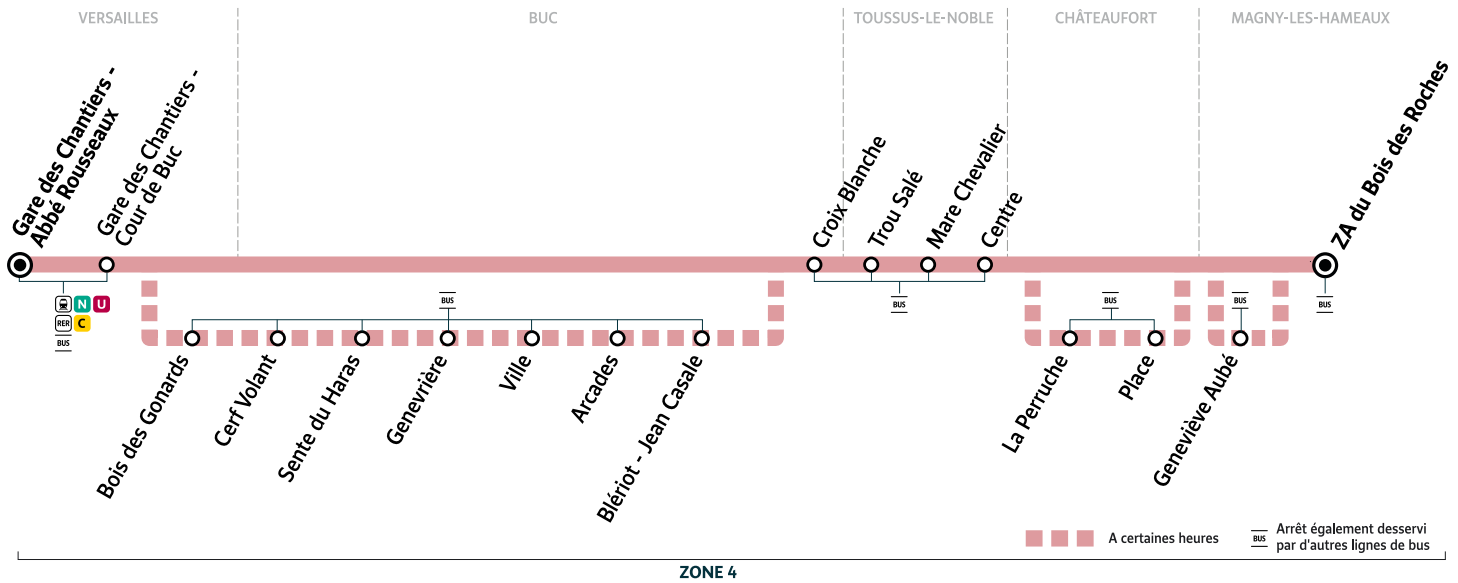 VERSAILLES
BUC
TOUSSUS-LE-NOBLE
CHÂTEAUFORT
MAGNY-LES-HAMEAUX
Gare des Chantiers -
Abbé Rousseaux
Gare des Chantiers -
Cour de Buc
Croix Blanche
Trou Salé
Mare Chevalier
Centre
ZA du Bois des Roches
N U
RER C
BUS
BUS
BUS
BUS
BUS
BUS
Bois des Gonards
Cerf Volant
Sente du Haras
Genevrière
Ville
Arcades
Blériot - Jean Casale
La Perruche
Place
Geneviève Aubé
A certaines heures
BUS
Arrêt également desservi
par d'autres lignes de bus
ZONE 4